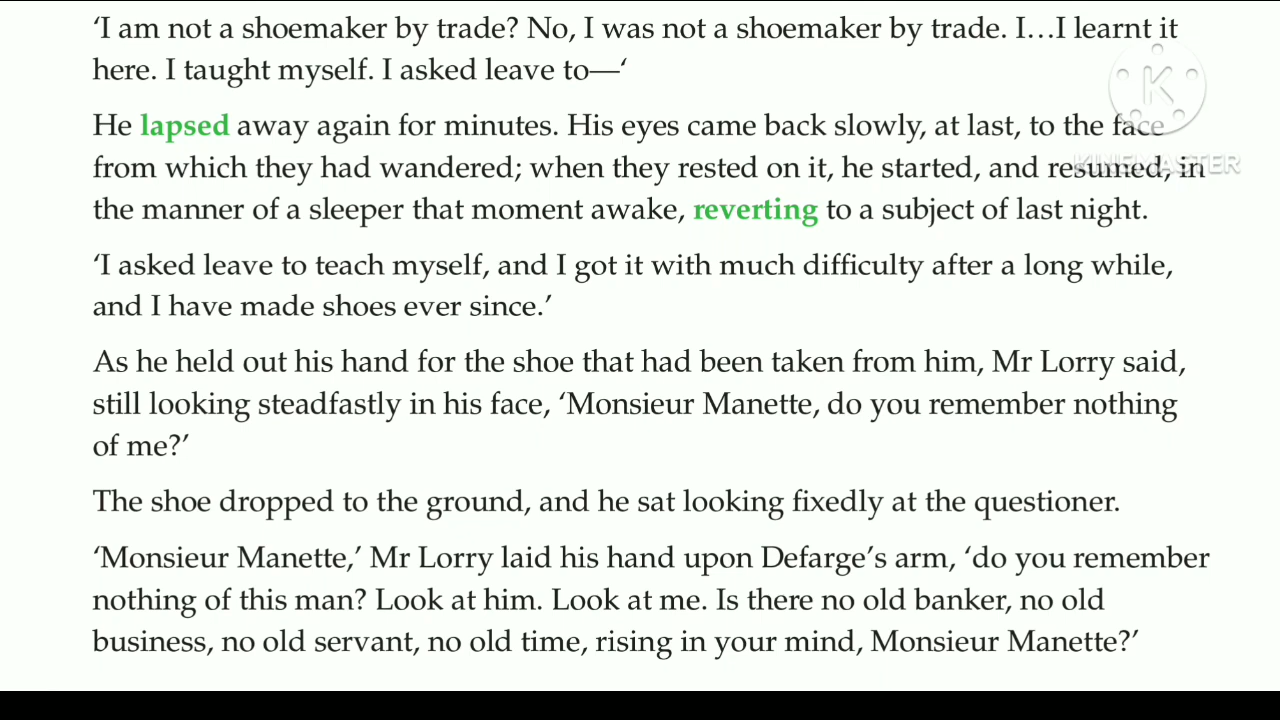 ‘I am not a shoemaker by trade? No, I was not a shoemaker by trade. I…I learnt it
here. I taught myself. I asked leave to—‘
He lapsed away again for minutes. His eyes came back slowly, at last, to the face
from which they had wandered; when they rested on it, he started, and resumed, in
the manner of a sleeper that moment awake, reverting to a subject of last night.
‘I asked leave to teach myself, and I got it with much difficulty after a long while,
and I have made shoes ever since.’
As he held out his hand for the shoe that had been taken from him, Mr Lorry said,
still looking steadfastly in his face, ‘Monsieur Manette, do you remember nothing
of me?’
The shoe dropped to the ground, and he sat looking fixedly at the questioner.
‘Monsieur Manette,’ Mr Lorry laid his hand upon Defarge’s arm, ‘do you remember
nothing of this man? Look at him. Look at me. Is there no old banker, no old
business, no old servant, no old time, rising in your mind, Monsieur Manette?’
K
KINEMASTER